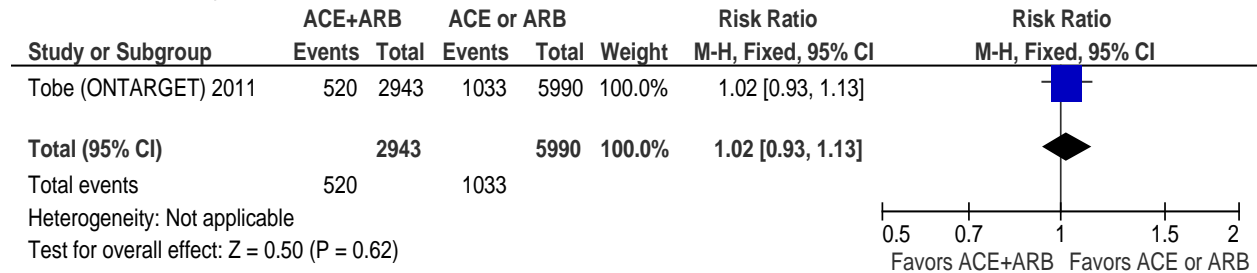 ACE+ARB ACE or ARB Risk Ratio Risk Ratio
Study or Subgroup Events Total Events Total Weight M-H, Fixed, 95% CI M-H, Fixed, 95% CI
Tobe (ONTARGET) 2011 520 2943 1033 5990 100.0% 1.02 [0.93, 1.13]
Total (95% CI) 2943 5990 100.0% 1.02 [0.93, 1.13]
Total events 520 1033
Heterogeneity: Not applicable
Test for overall effect: Z = 0.50 (P = 0.62)
0.5 0.7 1 1.5 2
Favors ACE+ARB Favors ACE or ARB